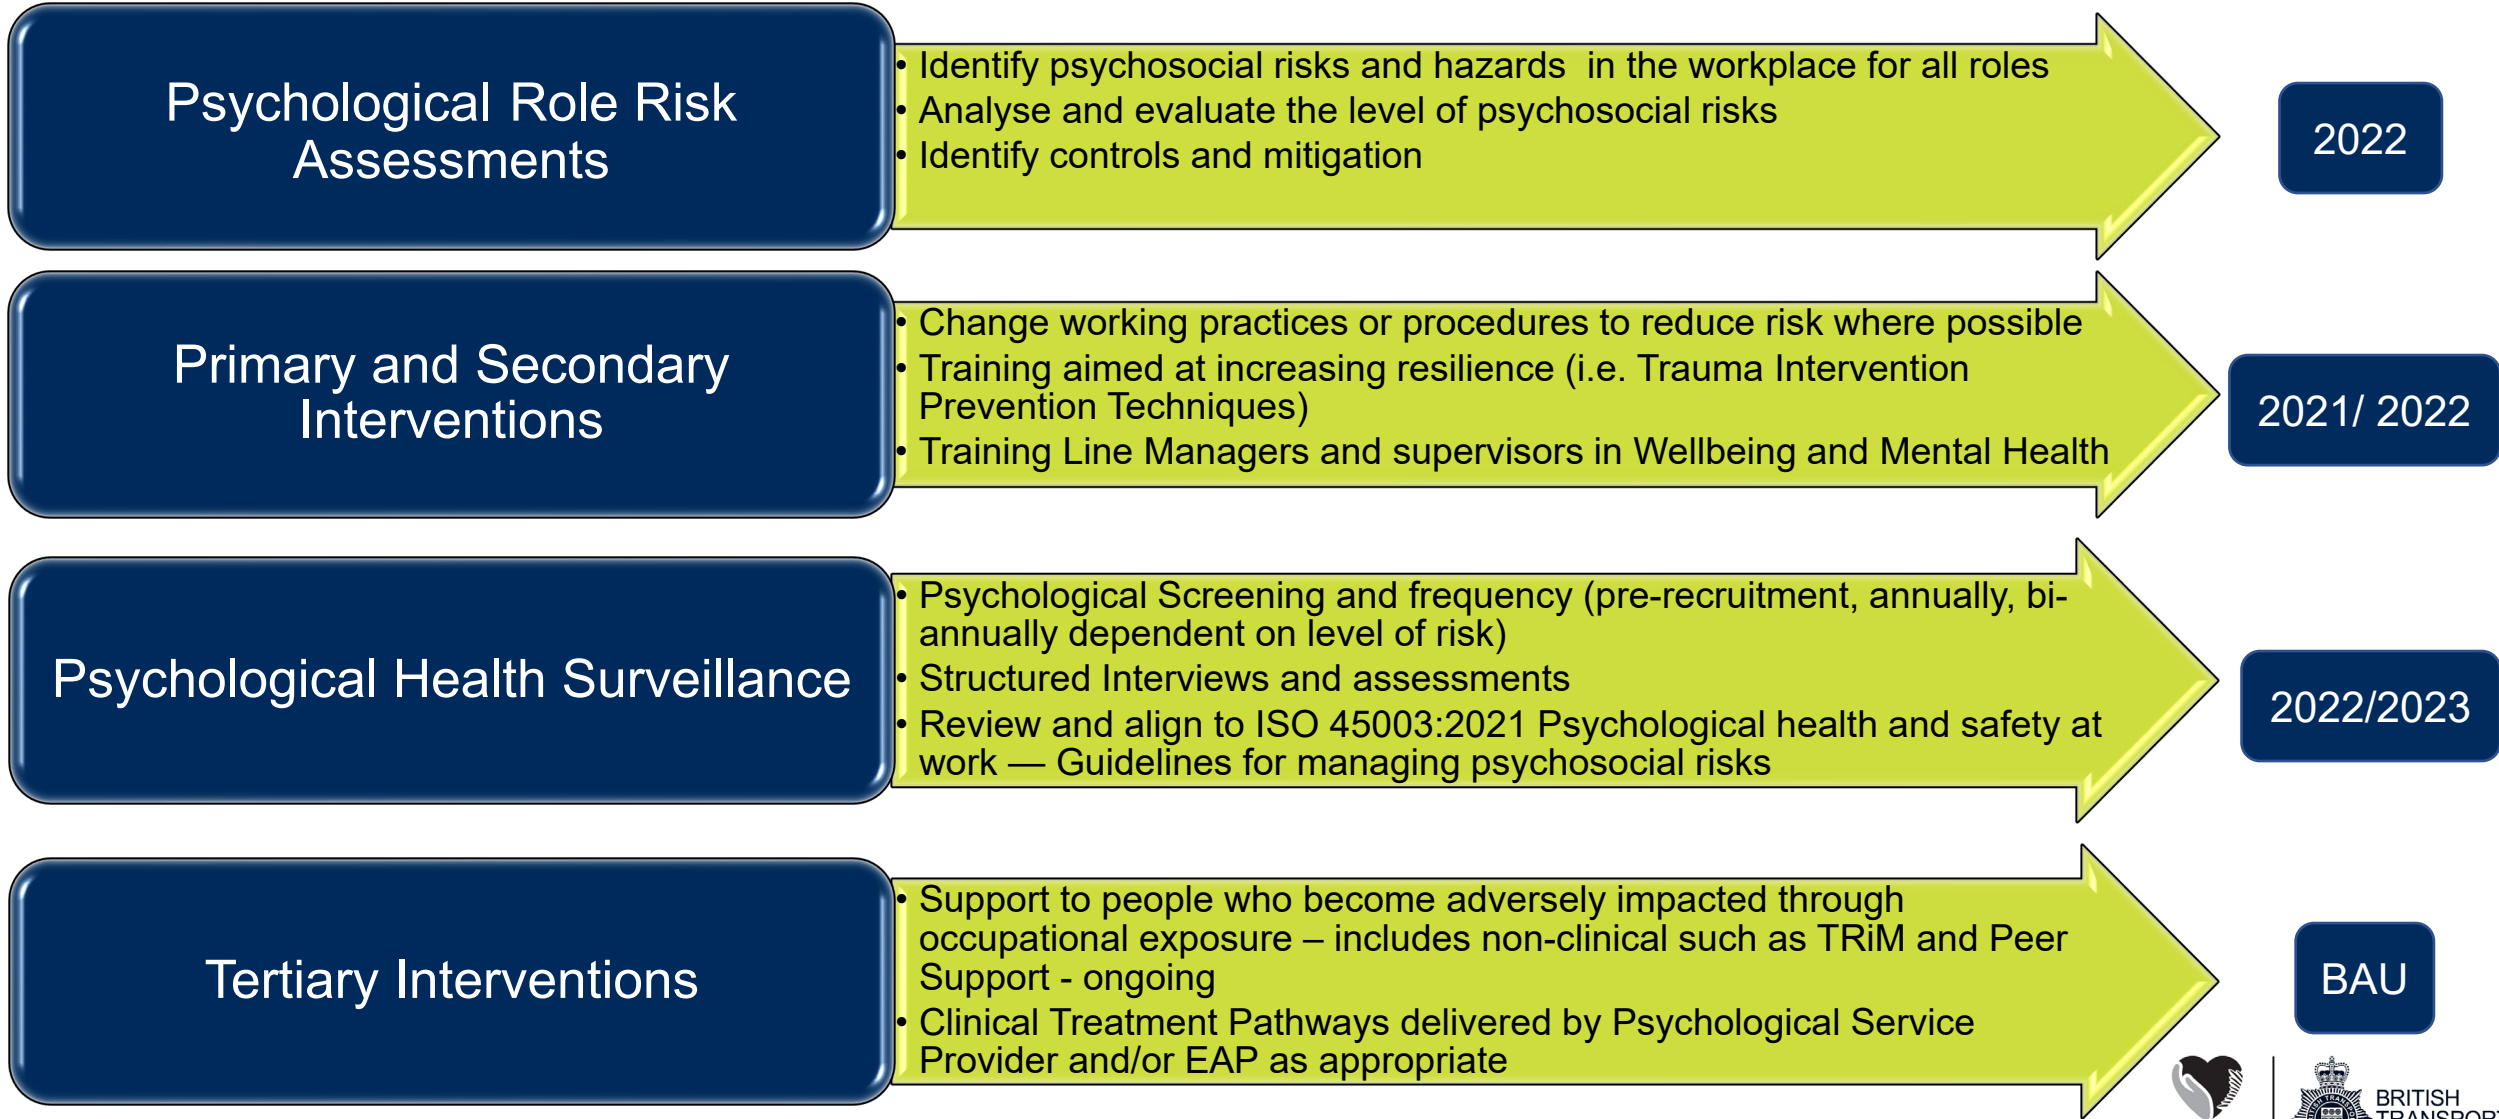 Psychological Role Risk
Assessments
• Identify psychosocial risks and hazards  in the workplace for all roles
• Analyse and evaluate the level of psychosocial risks
• Identify controls and mitigation
2022
Primary and Secondary
Interventions
• Change working practices or procedures to reduce risk where possible
• Training aimed at increasing resilience (i.e. Trauma Intervention
Prevention Techniques)
• Training Line Managers and supervisors in Wellbeing and Mental Health
2021/ 2022
Psychological Health Surveillance
• Psychological Screening and frequency (pre-recruitment, annually, bi-
annually dependent on level of risk)
• Structured Interviews and assessments
• Review and align to ISO 45003:2021 Psychological health and safety at
work — Guidelines for managing psychosocial risks
2022/2023
Tertiary Interventions
• Support to people who become adversely impacted through
occupational exposure – includes non-clinical such as TRiM and Peer
Support - ongoing
• Clinical Treatment Pathways delivered by Psychological Service
Provider and/or EAP as appropriate
BAU
BRITISH
TRANSPORT